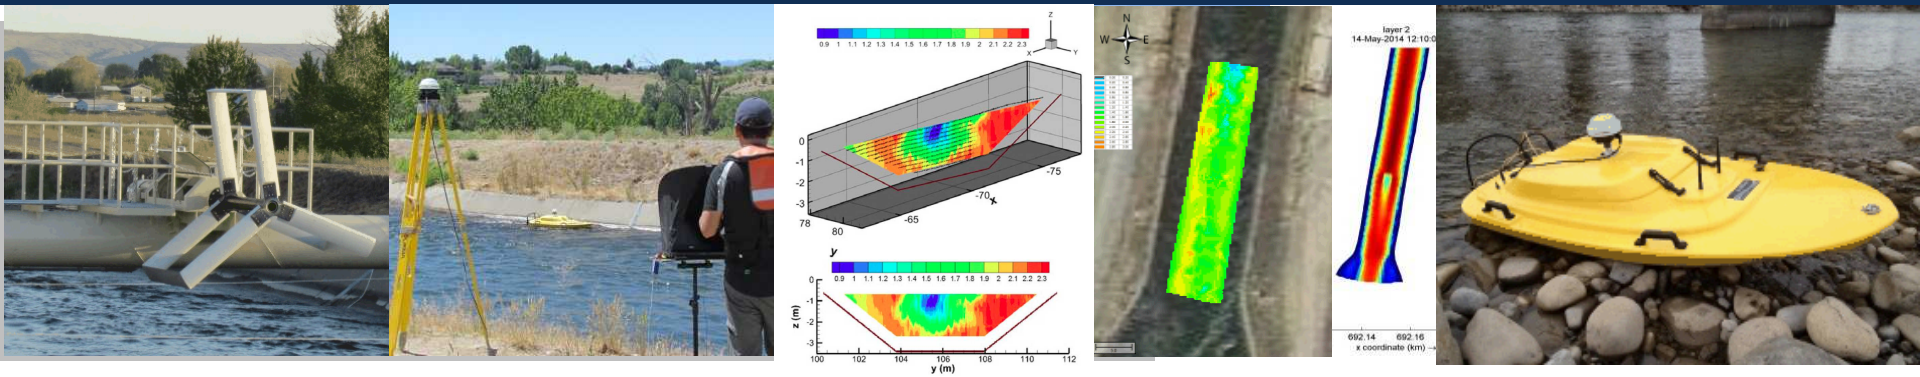 0.9 1 1.1 1.2 1.3 1.4 1.5 1.6 1.7 1.8 1.9 2 2.1 2.2 2.3
Z
X Y
0
-1
-2
-3
78 80
-65 -70 x -75
y
0.9 1 1.1 1.2 1.3 1.4 1.5 1.6 1.7 1.8 1.9 2 2.1 2.2 2.3
z (m)
0
-1
-2
-3
100 102 104 106 108 110 112
y (m)
N
W E
S
layer 2
14-May-2014 12:10:0
692.14 692.16
x coordinate (km) →